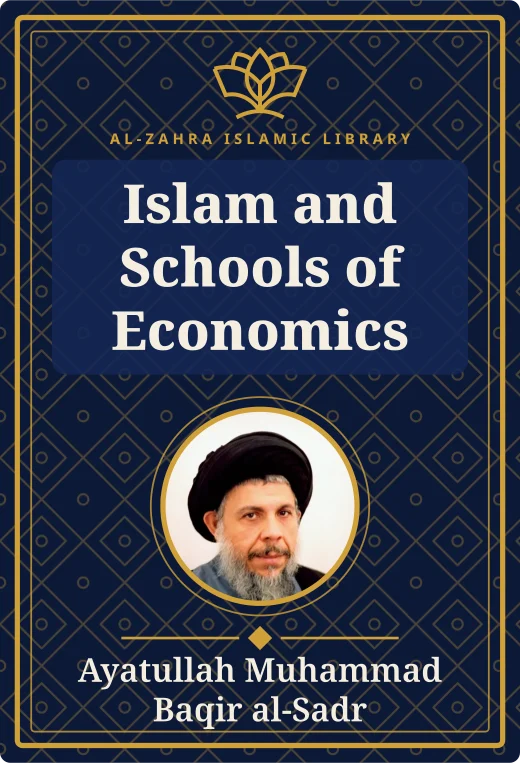 AL-ZAHRA ISLAMIC LIBRARY
Islam and
Schools of
Economics
Ayatullah Muhammad
Baqir al-Sadr